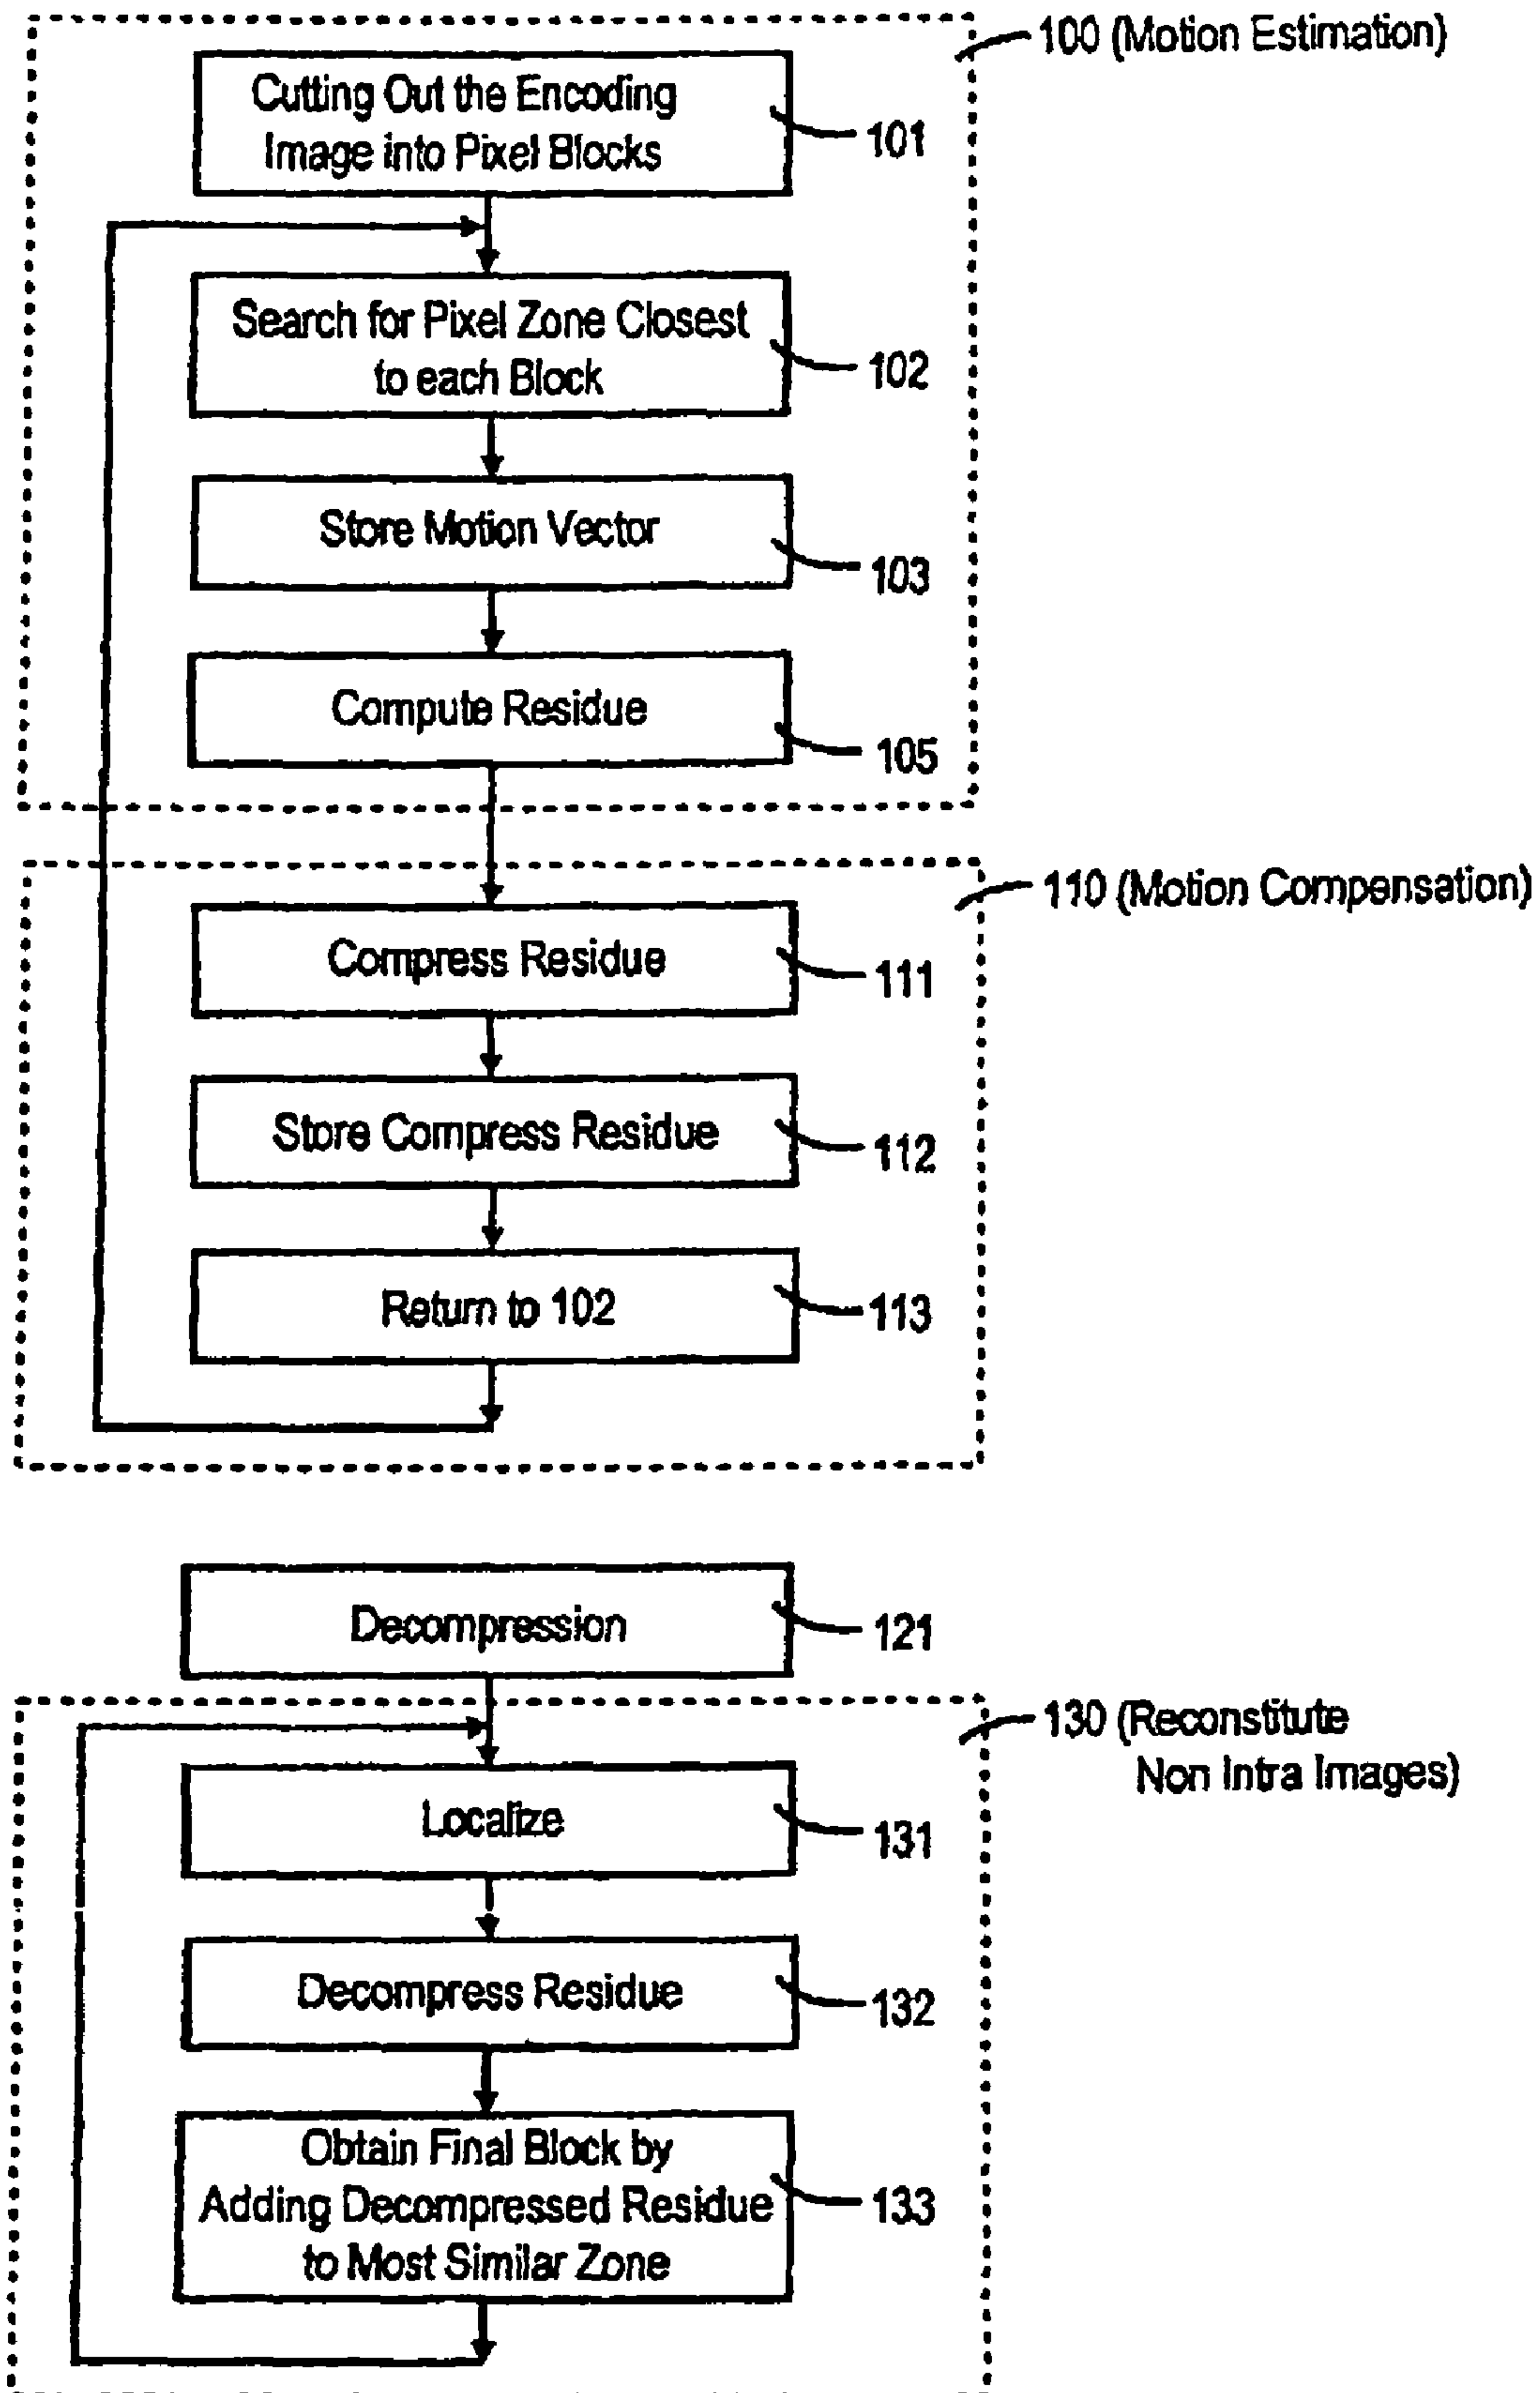 100 (Motion Estimation)
Cutting Out the Encoding
Image into Pixel Blocks
101
Search for Pixel Zone Closest
to each Block
102
Store Motion Vector
103
Compute Residue
105
110 (Motion Compensation)
Compress Residue
111
Store Compress Residue
112
Return to 102
113
Decompression
121
130 (Reconstitute
Non Intra Images)
Localize
131
Decompress Residue
132
Obtain Final Block by
Adding Decompressed Residue
to Most Similar Zone
133